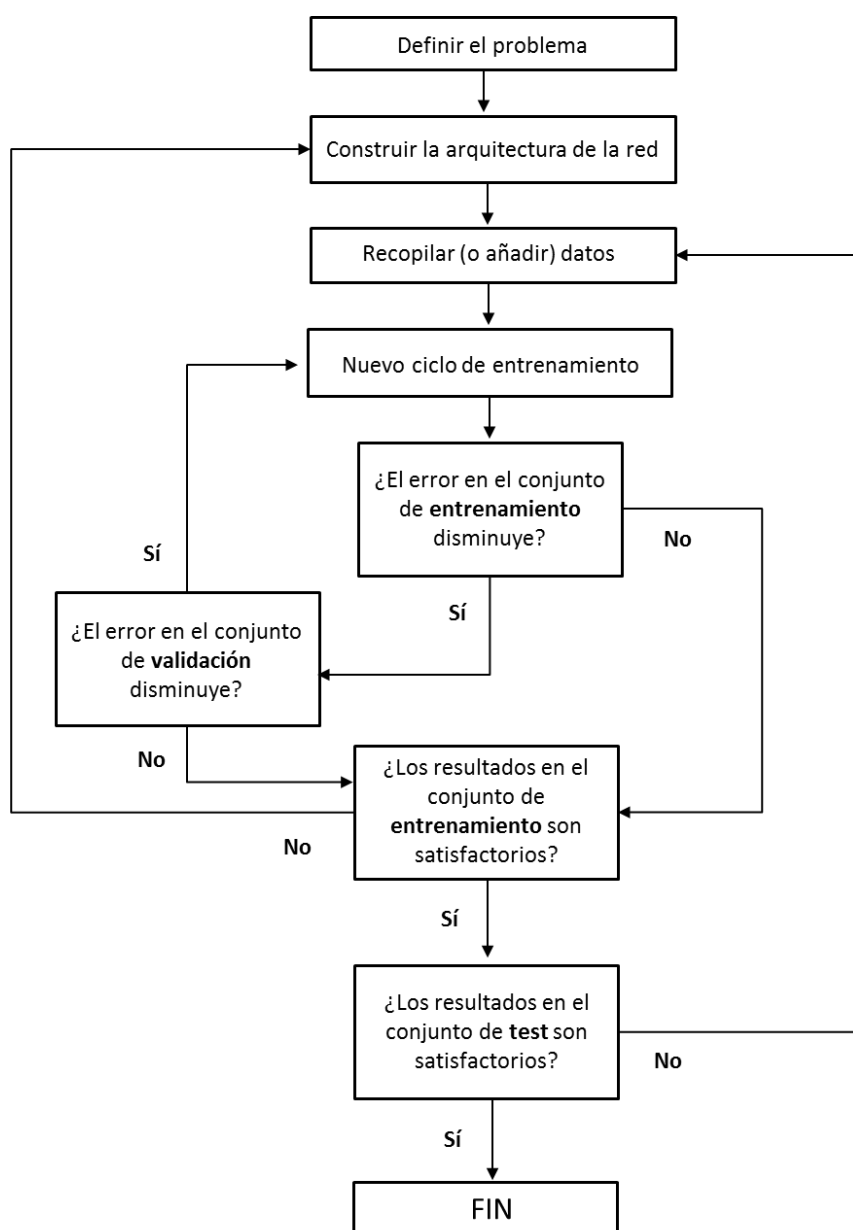 Definir el problema
Construir la arquitectura de la red
Recopilar (o añadir) datos
Nuevo ciclo de entrenamiento
¿El error en el conjunto
de entrenamiento
disminuye?
No
Sí
Sí
¿El error en el conjunto
de validación
disminuye?
No
¿Los resultados en el
conjunto de
entrenamiento son
satisfactorios?
No
Sí
¿Los resultados en el
conjunto de test son
satisfactorios?
No
Sí
FIN